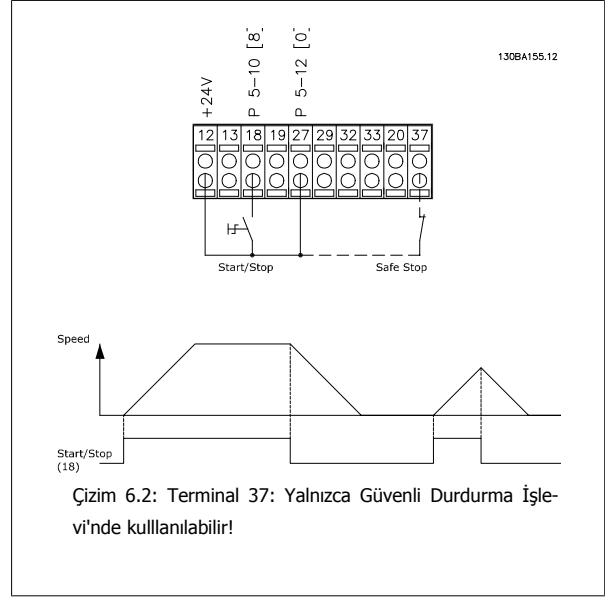 130BA155.12
+24V
P 5-10 [8]
P 5-12 [0]
12 13 18 19 27 29 32 33 20 37
Start/Stop
Safe Stop
Speed
Start/Stop
(18)
Çizim 6.2: Terminal 37: Yalnızca Güvenli Durdurma İşle-
vi'nde kulllanılabilir!